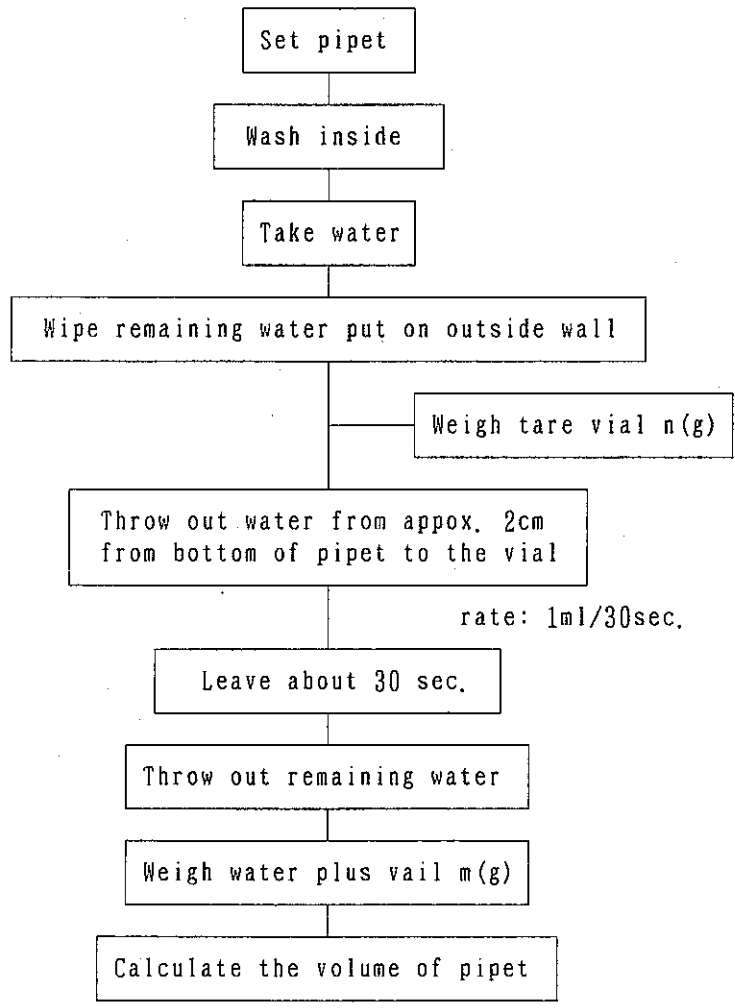 Set pipet
Wash inside
Take water
Wipe remaining water put on outside wall
Weigh tare vial n(g)
Throw out water from appox. 2cm
from bottom of pipet to the vial
rate: 1ml/30sec.
Leave about 30 sec.
Throw out remaining water
Weigh water plus vail m(g)
Calculate the volume of pipet